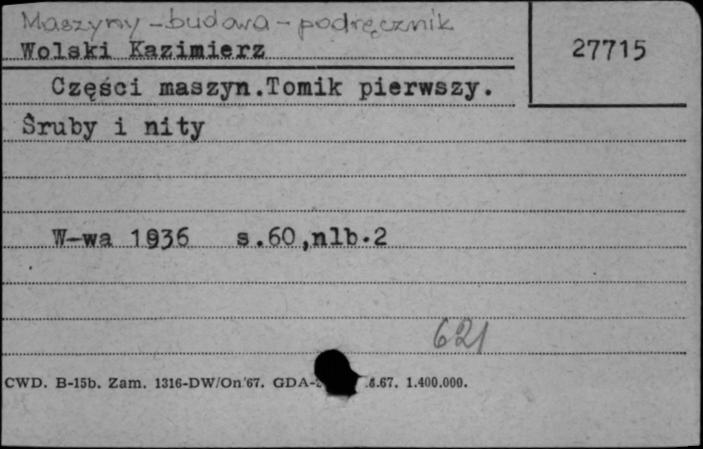 Maszyny - budowa - podręcznik
Wolski Kazimierz
27715
Części maszyn.Tomik pierwszy.
Śruby i nity
W-wa 1936 s.60,nlb.2
621
CWD. B-15b. Zam. 1316-DW/On'67. GDA- .67. 1.400.000.